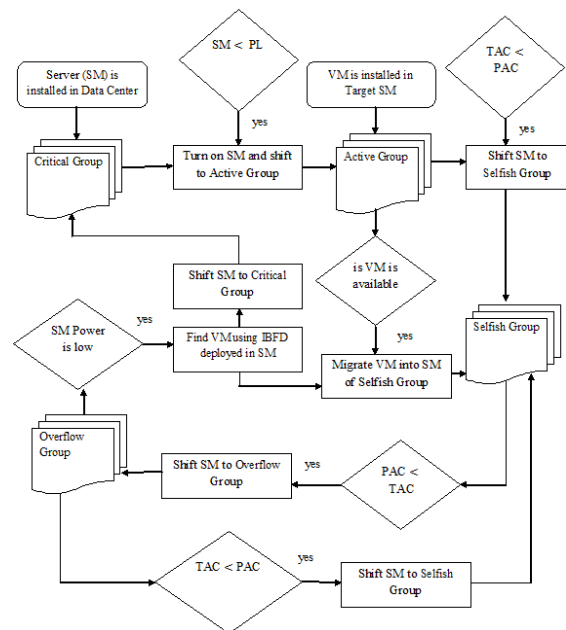 SM < PL
TAC <
PAC
Server (SM) is
installed in Data Center
VM is installed in
Target SM
yes
yes
Critical Group
Turn on SM and shift
to Active Group
Active Group
Shift SM to
Selfish Group
Shift SM to Critical
Group
is VM is
available
SM Power
is low
yes
Find VM using IBFD
deployed in SM
yes
Selfish Group
Migrate VM into SM
of Selfish Group
Overflow
Group
Shift SM to Overflow
Group
yes
PAC <
TAC
TAC < PAC
yes
Shift SM to Selfish
Group